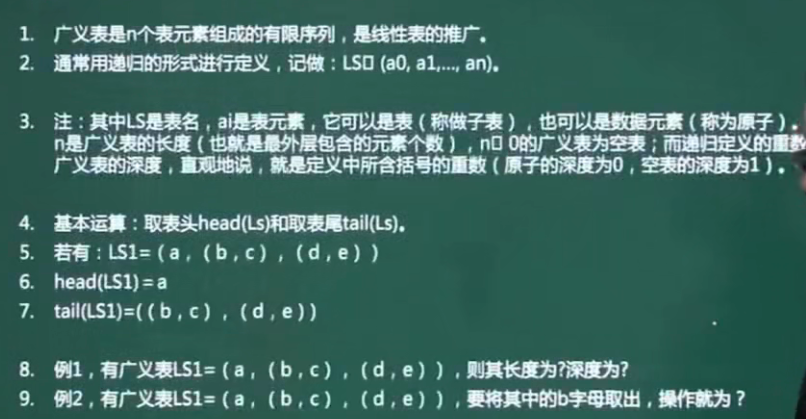 1. 广义表是n个表元素组成的有限序列，是线性表的推广。
2. 通常用递归的形式进行定义，记做：LS□ (a0, a1,..., an)。
3. 注：其中LS是表名，ai是表元素，它可以是表（称做子表），也可以是数据元素（称为原子）。
n是广义表的长度（也就是最外层包含的元素个数），n□ 0的广义表为空表；而递归定义的重数
广义表的深度，直观地说，就是定义中所含括号的重数（原子的深度为0，空表的深度为1）。
4. 基本运算：取表头head(Ls)和取表尾tail(Ls)。
5. 若有：LS1=（a，（b，c），（d，e））
6. head(LS1)=a
7. tail(LS1)=((b，c)，(d，e))
8. 例1，有广义表LS1=（a，（b，c），（d，e）），则其长度为?深度为?
9. 例2，有广义表LS1=（a，（b，c），（d，e）），要将其中的b字母取出，操作就为？